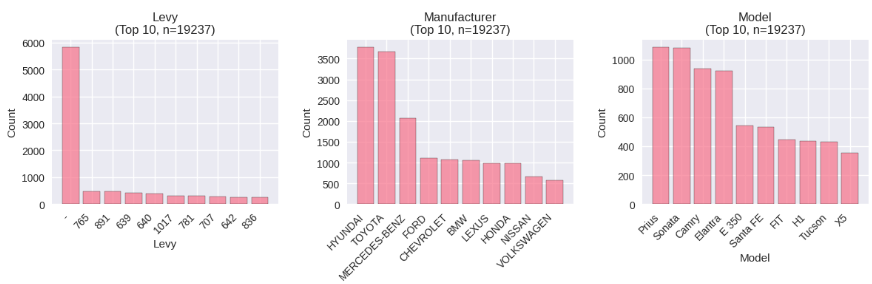 Levy
(Top 10, n=19237)
Count
6000
5000
4000
3000
2000
1000
0
-
765
891
639
640
1017
781
707
642
836
Levy
Manufacturer
(Top 10, n=19237)
Count
3500
3000
2500
2000
1500
1000
500
0
HYUNDAI
TOYOTA
MERCEDES-BENZ
FORD
CHEVROLET
BMW
LEXUS
HONDA
NISSAN
VOLKSWAGEN
Model
(Top 10, n=19237)
Count
1000
800
600
400
200
0
Prius
Sonata
Camry
Elantra
E 350
Santa FE
FIT
H1
Tucson
X5
Model